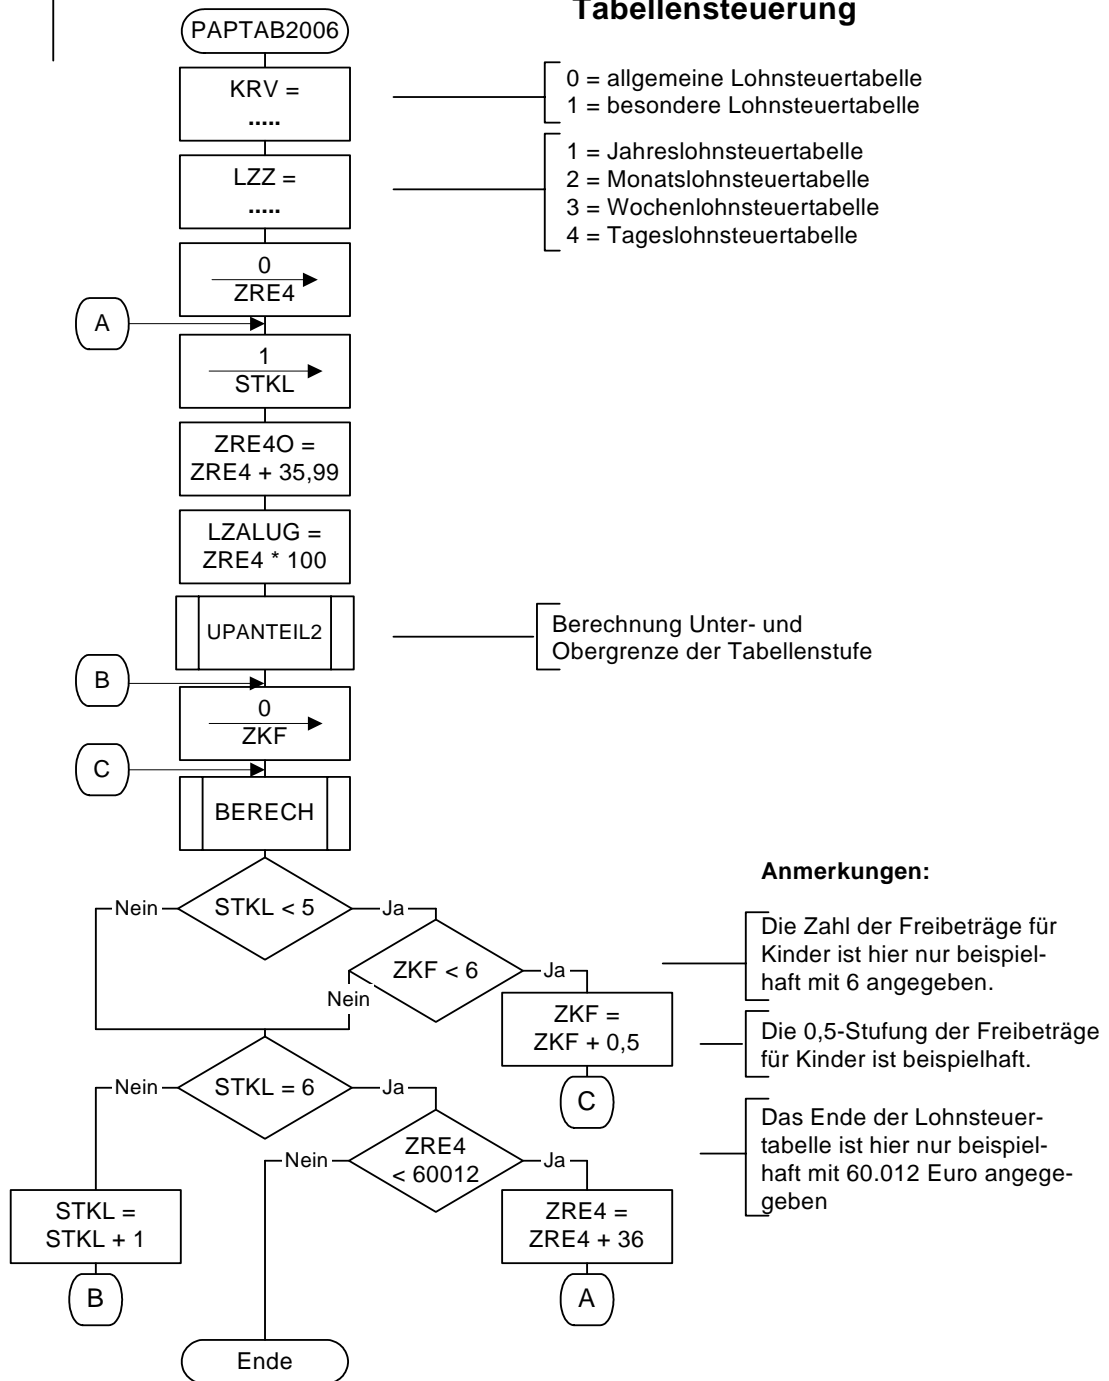 Tabellensteuerung
PAPTAB2006
KRV =
.....
0 = allgemeine Lohnsteuertabelle
1 = besondere Lohnsteuertabelle
LZZ =
.....
1 = Jahreslohnsteuertabelle
2 = Monatslohnsteuertabelle
3 = Wochenlohnsteuertabelle
4 = Tageslohnsteuertabelle
0
ZRE4
A
1
STKL
ZRE4O =
ZRE4 + 35,99
LZALUG =
ZRE4 * 100
UPANTEIL2
Berechnung Unter- und
Obergrenze der Tabellenstufe
B
0
ZKF
C
BERECH
Anmerkungen:
Nein
STKL < 5
Ja
Die Zahl der Freibeträge für
Kinder ist hier nur beispiel-
haft mit 6 angegeben.
ZKF < 6
Ja
Nein
ZKF =
ZKF + 0,5
Die 0,5-Stufung der Freibeträge
für Kinder ist beispielhaft.
C
Nein
STKL = 6
Ja
Das Ende der Lohnsteuer-
tabelle ist hier nur beispiel-
haft mit 60.012 Euro angege-
geben
Nein
ZRE4
< 60012
Ja
STKL =
STKL + 1
ZRE4 =
ZRE4 + 36
B
A
Ende